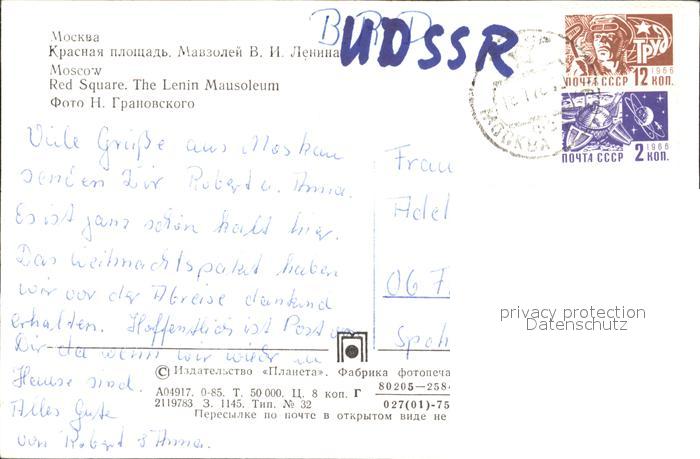 Москва
Красная площадь. Мавзолей В. И. Ленина
Moscow
Red Square. The Lenin Mausoleum
Фото Н. Грановского
BRD
UDSSR
МОСКВА
ТРУД
1966
ПОЧТА СССР 12 КОП.
1966
ПОЧТА СССР 2 КОП.
Viele Grüße aus Moskau
senden Dir Robert u. Anna.
Es ist ganz schön kalt hier.
Das Weihnachtspaket haben
wir vor der Abreise dankend
erhalten. Hoffentlich ist Post von
Dir da wenn wir wieder in
Hause sind.
Alles Gute
von Robert & Anna.
Frau
Adel
06
Spoh
privacy protection
Datenschutz
© Издательство «Планета». Фабрика фотопеча
А04917. 0-85. Т. 50 000. Ц. 8 коп. Г
2119783 З. 1145. Тип. № 32
80205—258
027(01)-75
Пересылке по почте в открытом виде не